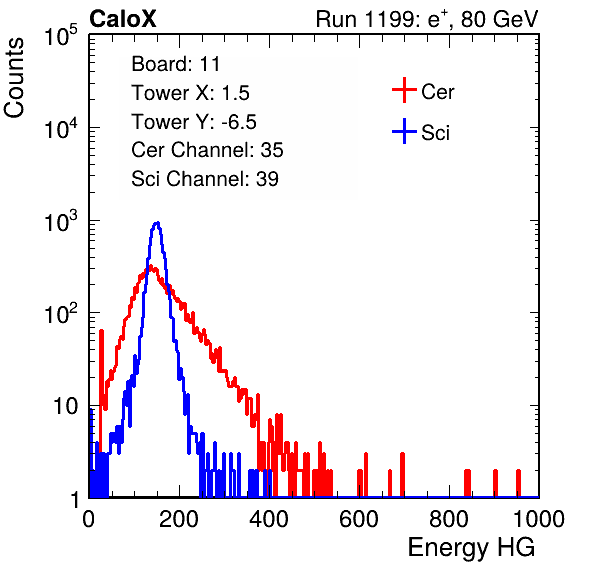 CaloX Run 1199: e⁺, 80 GeV
Counts
10⁵
10⁴
10³
10²
10
1
Board: 11
Tower X: 1.5
Tower Y: -6.5
Cer Channel: 35
Sci Channel: 39
Cer
Sci
0 200 400 600 800 1000
Energy HG